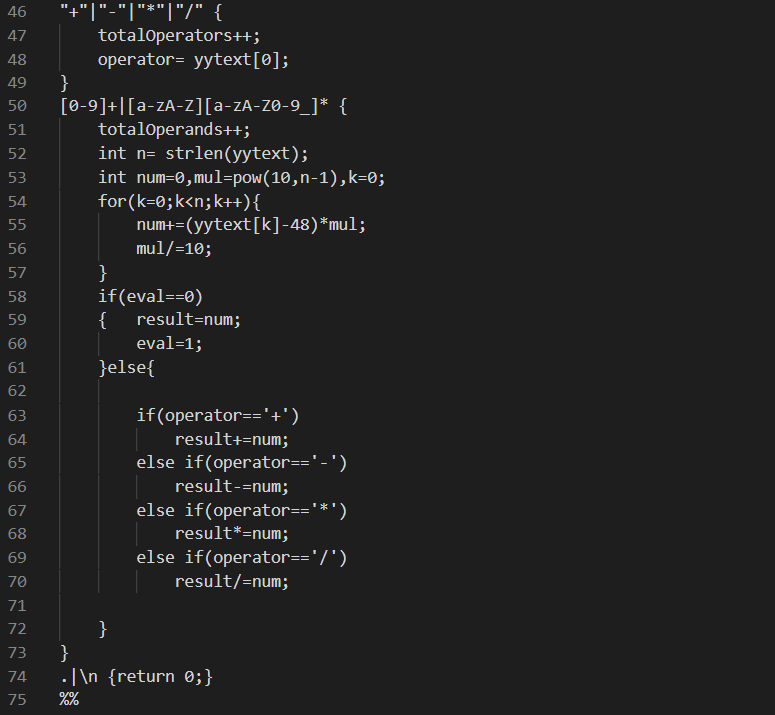 46 "+"|"-"|"*"|"/" {
47     totalOperators++;
48     operator= yytext[0];
49 }
50 [0-9]+|[a-zA-Z][a-zA-Z0-9_]* {
51     totalOperands++;
52     int n= strlen(yytext);
53     int num=0,mul=pow(10,n-1),k=0;
54     for(k=0;k<n;k++){
55         num+=(yytext[k]-48)*mul;
56         mul/=10;
57     }
58     if(eval==0)
59     {   result=num;
60         eval=1;
61     }else{
62
63         if(operator=='+')
64             result+=num;
65         else if(operator=='-')
66             result-=num;
67         else if(operator=='*')
68             result*=num;
69         else if(operator=='/')
70             result/=num;
71
72     }
73 }
74 .|\n {return 0;}
75 %%